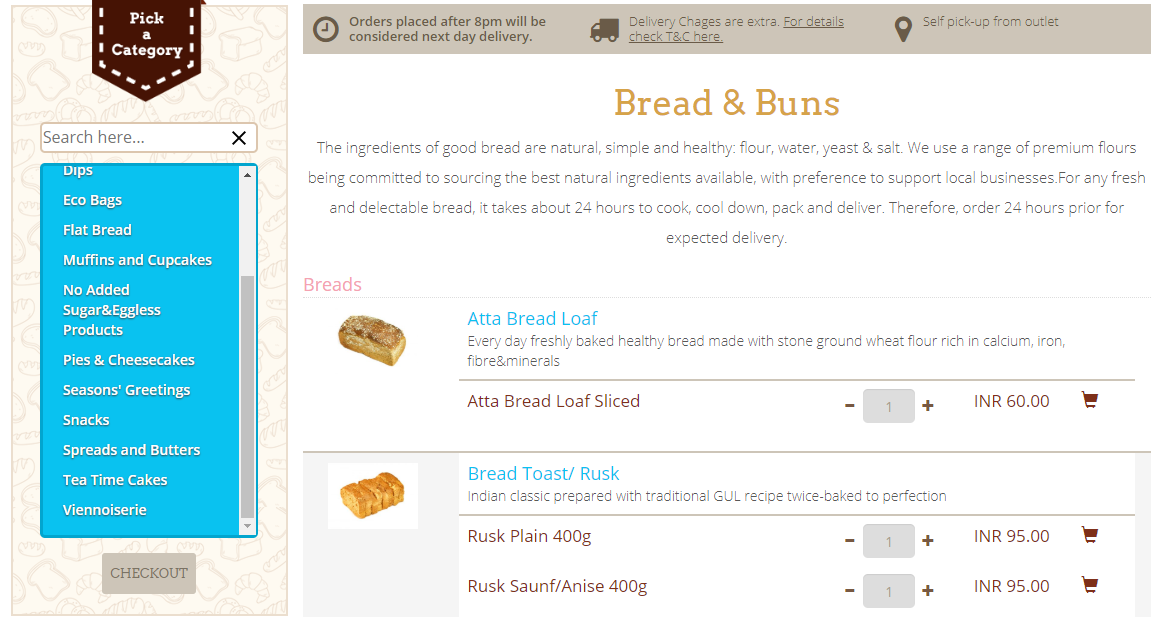 Pick
a
Category
Search here...
Dips
Eco Bags
Flat Bread
Muffins and Cupcakes
No Added
Sugar&Eggless
Products
Pies & Cheesecakes
Seasons' Greetings
Snacks
Spreads and Butters
Tea Time Cakes
Viennoiserie
CHECKOUT
Orders placed after 8pm will be
considered next day delivery.
Delivery Chages are extra. For details
check T&C here.
Self pick-up from outlet
Bread & Buns
The ingredients of good bread are natural, simple and healthy: flour, water, yeast & salt. We use a range of premium flours
being committed to sourcing the best natural ingredients available, with preference to support local businesses.For any fresh
and delectable bread, it takes about 24 hours to cook, cool down, pack and deliver. Therefore, order 24 hours prior for
expected delivery.
Breads
Atta Bread Loaf
Every day freshly baked healthy bread made with stone ground wheat flour rich in calcium, iron,
fibre&minerals
Atta Bread Loaf Sliced - 1 + INR 60.00
Bread Toast/ Rusk
Indian classic prepared with traditional GUL recipe twice-baked to perfection
Rusk Plain 400g - 1 + INR 95.00
Rusk Saunf/Anise 400g - 1 + INR 95.00